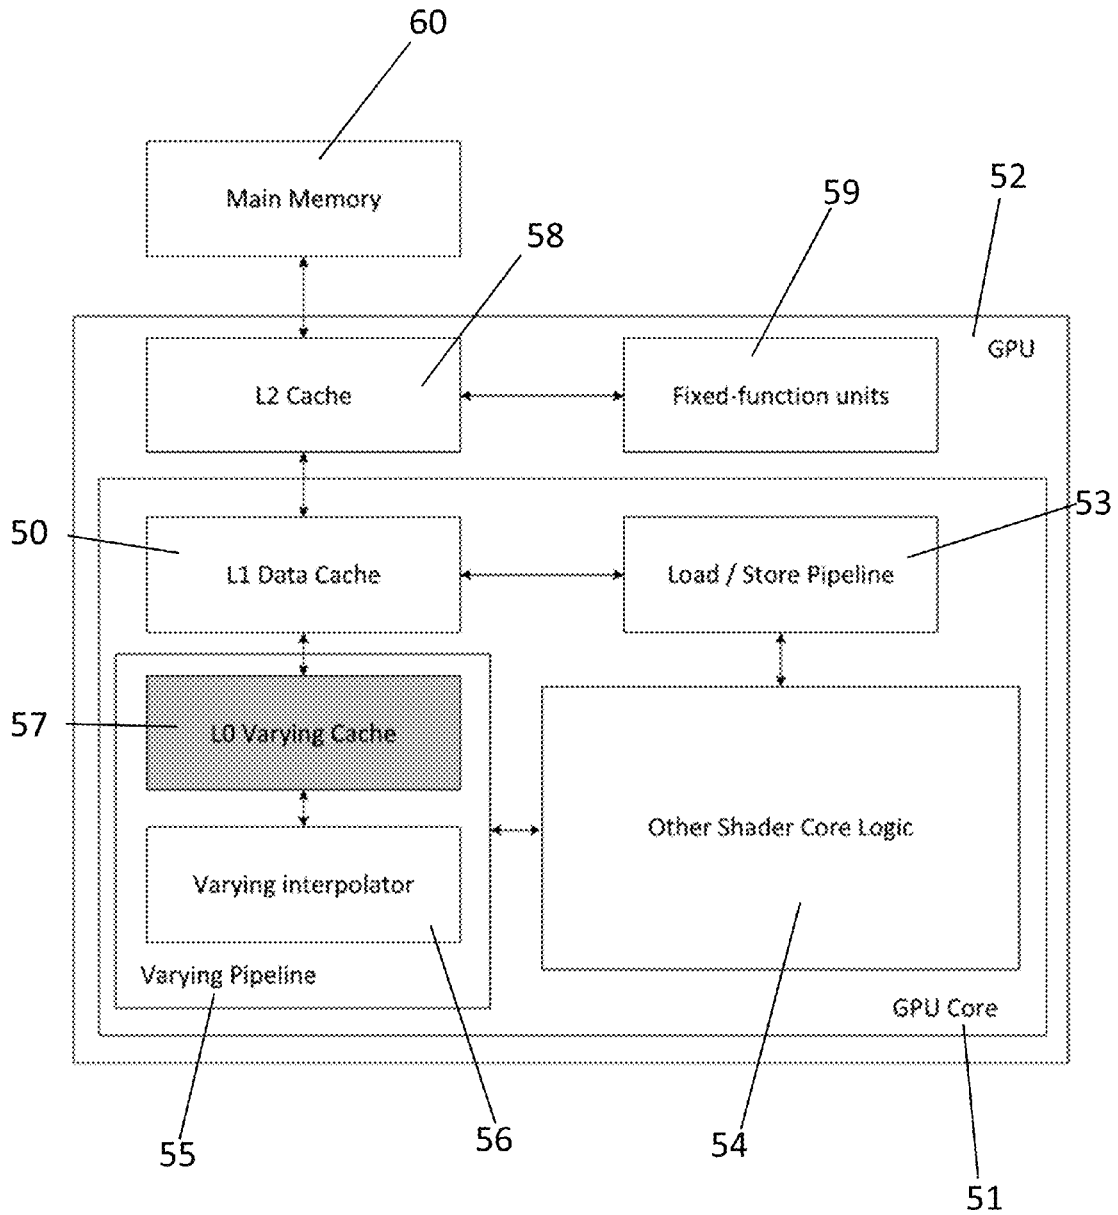 60
Main Memory
59
52
58
GPU
L2 Cache
Fixed-function units
53
50
L1 Data Cache
Load / Store Pipeline
57
L0 Varying Cache
Other Shader Core Logic
Varying interpolator
Varying Pipeline
GPU Core
55
56
54
51